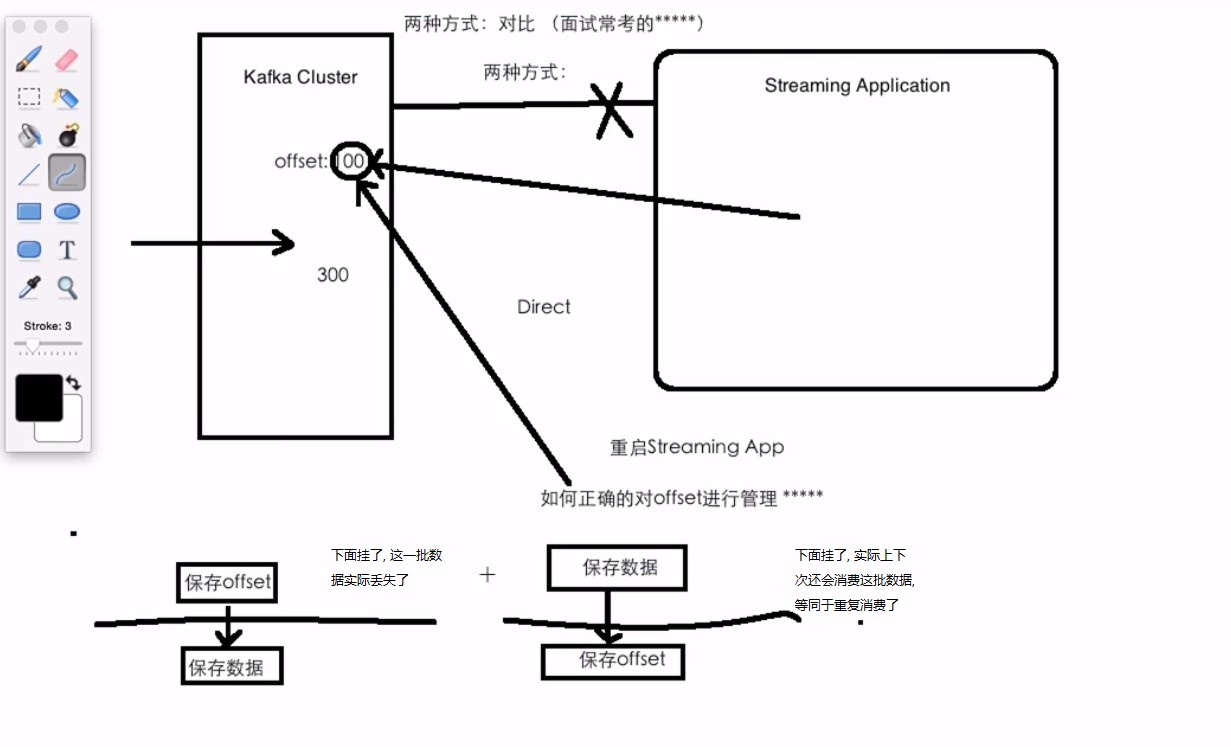 两种方式：对比 （面试常考的*****）
两种方式：
Kafka Cluster
Streaming Application
offset:100
300
Direct
Stroke: 3
T
重启Streaming App
如何正确的对offset进行管理 *****
下面挂了, 这一批数
据实际丢失了
保存offset
保存数据
+
保存数据
保存offset
下面挂了, 实际上下
次还会消费这批数据,
等同于重复消费了